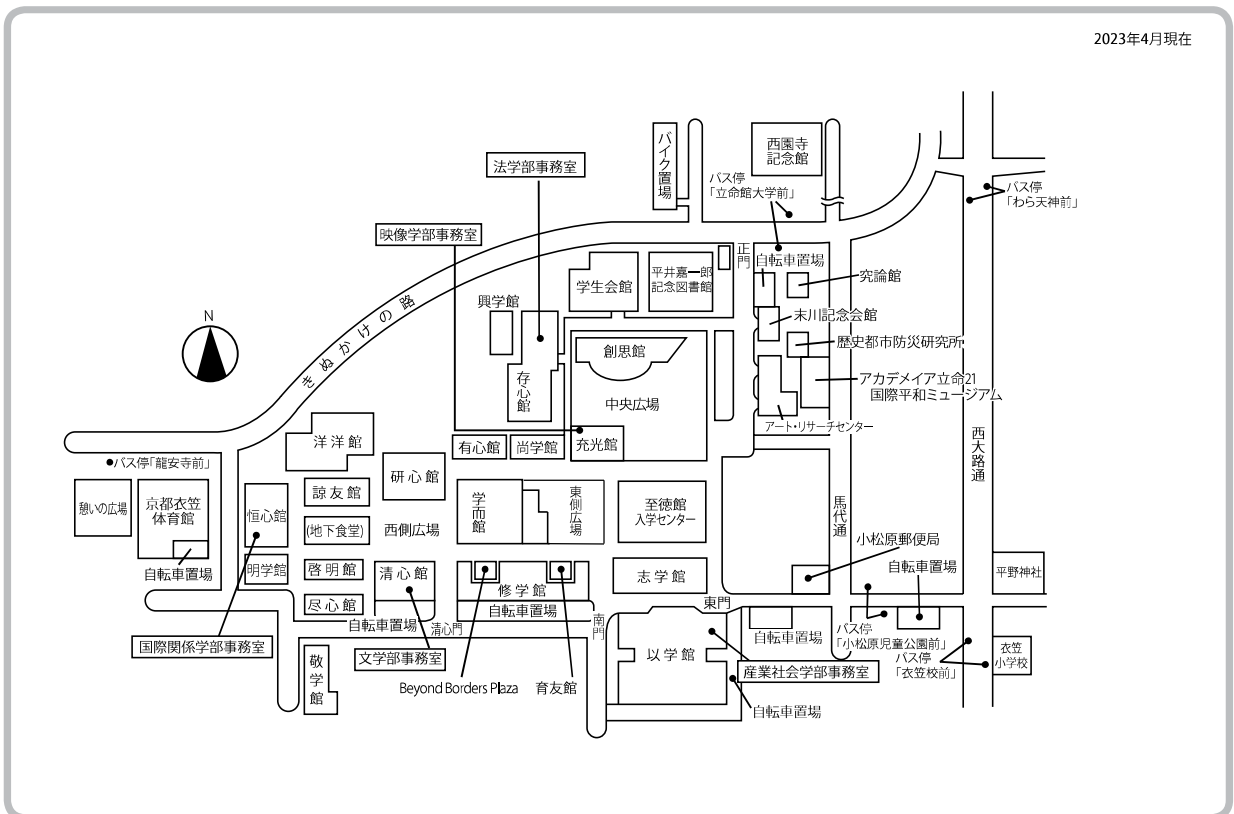 2023年4月現在
バイク置場
西園寺
記念館
法学部事務室
バス停
「立命館大学前」
バス停
「わら天神前」
映像学部事務室
正門
自転車置場
究論館
学生会館
平井嘉一郎
記念図書館
興学館
末川記念会館
N
きぬかけの路
歴史都市防災研究所
創思館
存心館
アカデメイア立命21
国際平和ミュージアム
中央広場
アート・リサーチセンター
西大路通
洋洋館
有心館
尚学館
充光館
バス停「龍安寺前」
研心館
諒友館
憩いの広場
京都衣笠
体育館
恒心館
学而館
東側広場
至徳館
入学センター
馬代通
(地下食堂)
西側広場
小松原郵便局
自転車置場
明学館
啓明館
清心館
志学館
自転車置場
平野神社
修学館
尽心館
自転車置場
東門
自転車置場
清心門
南門
自転車置場
バス停
「小松原児童公園前」
国際関係学部事務室
文学部事務室
敬学館
以学館
バス停
「衣笠校前」
衣笠
小学校
産業社会学部事務室
Beyond Borders Plaza
育友館
自転車置場